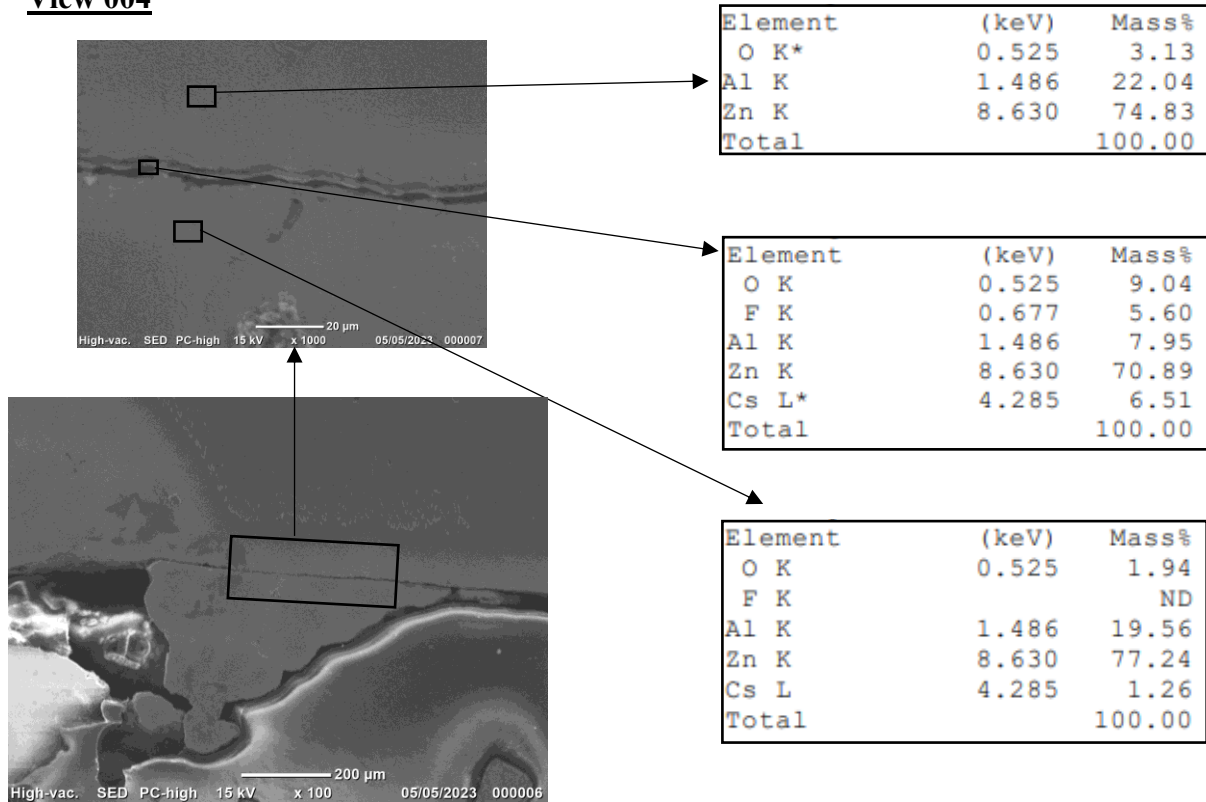 View 004
Element (keV) Mass%
O K* 0.525 3.13
Al K 1.486 22.04
Zn K 8.630 74.83
Total 100.00
20 µm
High-vac. SED PC-high 15 kV x 1000 05/05/2023 000007
Element (keV) Mass%
O K 0.525 9.04
F K 0.677 5.60
Al K 1.486 7.95
Zn K 8.630 70.89
Cs L* 4.285 6.51
Total 100.00
Element (keV) Mass%
O K 0.525 1.94
F K ND
Al K 1.486 19.56
Zn K 8.630 77.24
Cs L 4.285 1.26
Total 100.00
200 µm
High-vac. SED PC-high 15 kV x 100 05/05/2023 000006